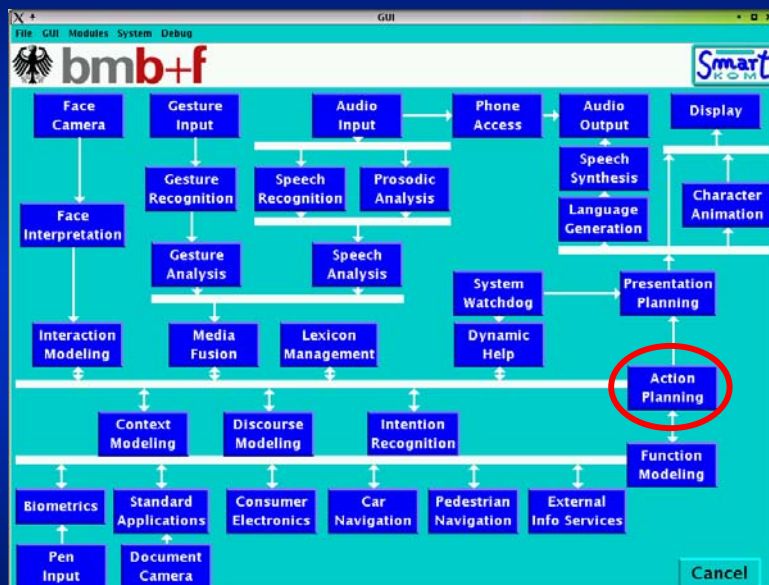 GUI
File GUI Modules System Debug
bmb+f
Smart
KOM
Face
Camera
Gesture
Input
Audio
Input
Phone
Access
Audio
Output
Display
Gesture
Recognition
Speech
Recognition
Prosodic
Analysis
Speech
Synthesis
Face
Interpretation
Language
Generation
Character
Animation
Gesture
Analysis
Speech
Analysis
System
Watchdog
Presentation
Planning
Interaction
Modeling
Media
Fusion
Lexicon
Management
Dynamic
Help
Action
Planning
Context
Modeling
Discourse
Modeling
Intention
Recognition
Function
Modeling
Biometrics
Standard
Applications
Consumer
Electronics
Car
Navigation
Pedestrian
Navigation
External
Info Services
Pen
Input
Document
Camera
Cancel